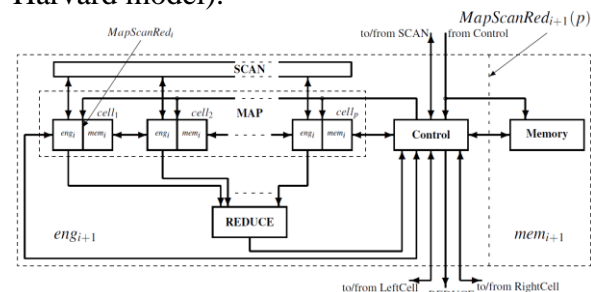 Harvard model).
MapScanRed_{i+1}(p)
MapScanRed_i
to/from SCAN
from Control
SCAN
cell_1
cell_2
MAP
cell_p
eng_i
mem_i
eng_i
mem_i
eng_i
mem_i
Control
Memory
REDUCE
eng_{i+1}
mem_{i+1}
to/from LeftCell
to/from RightCell